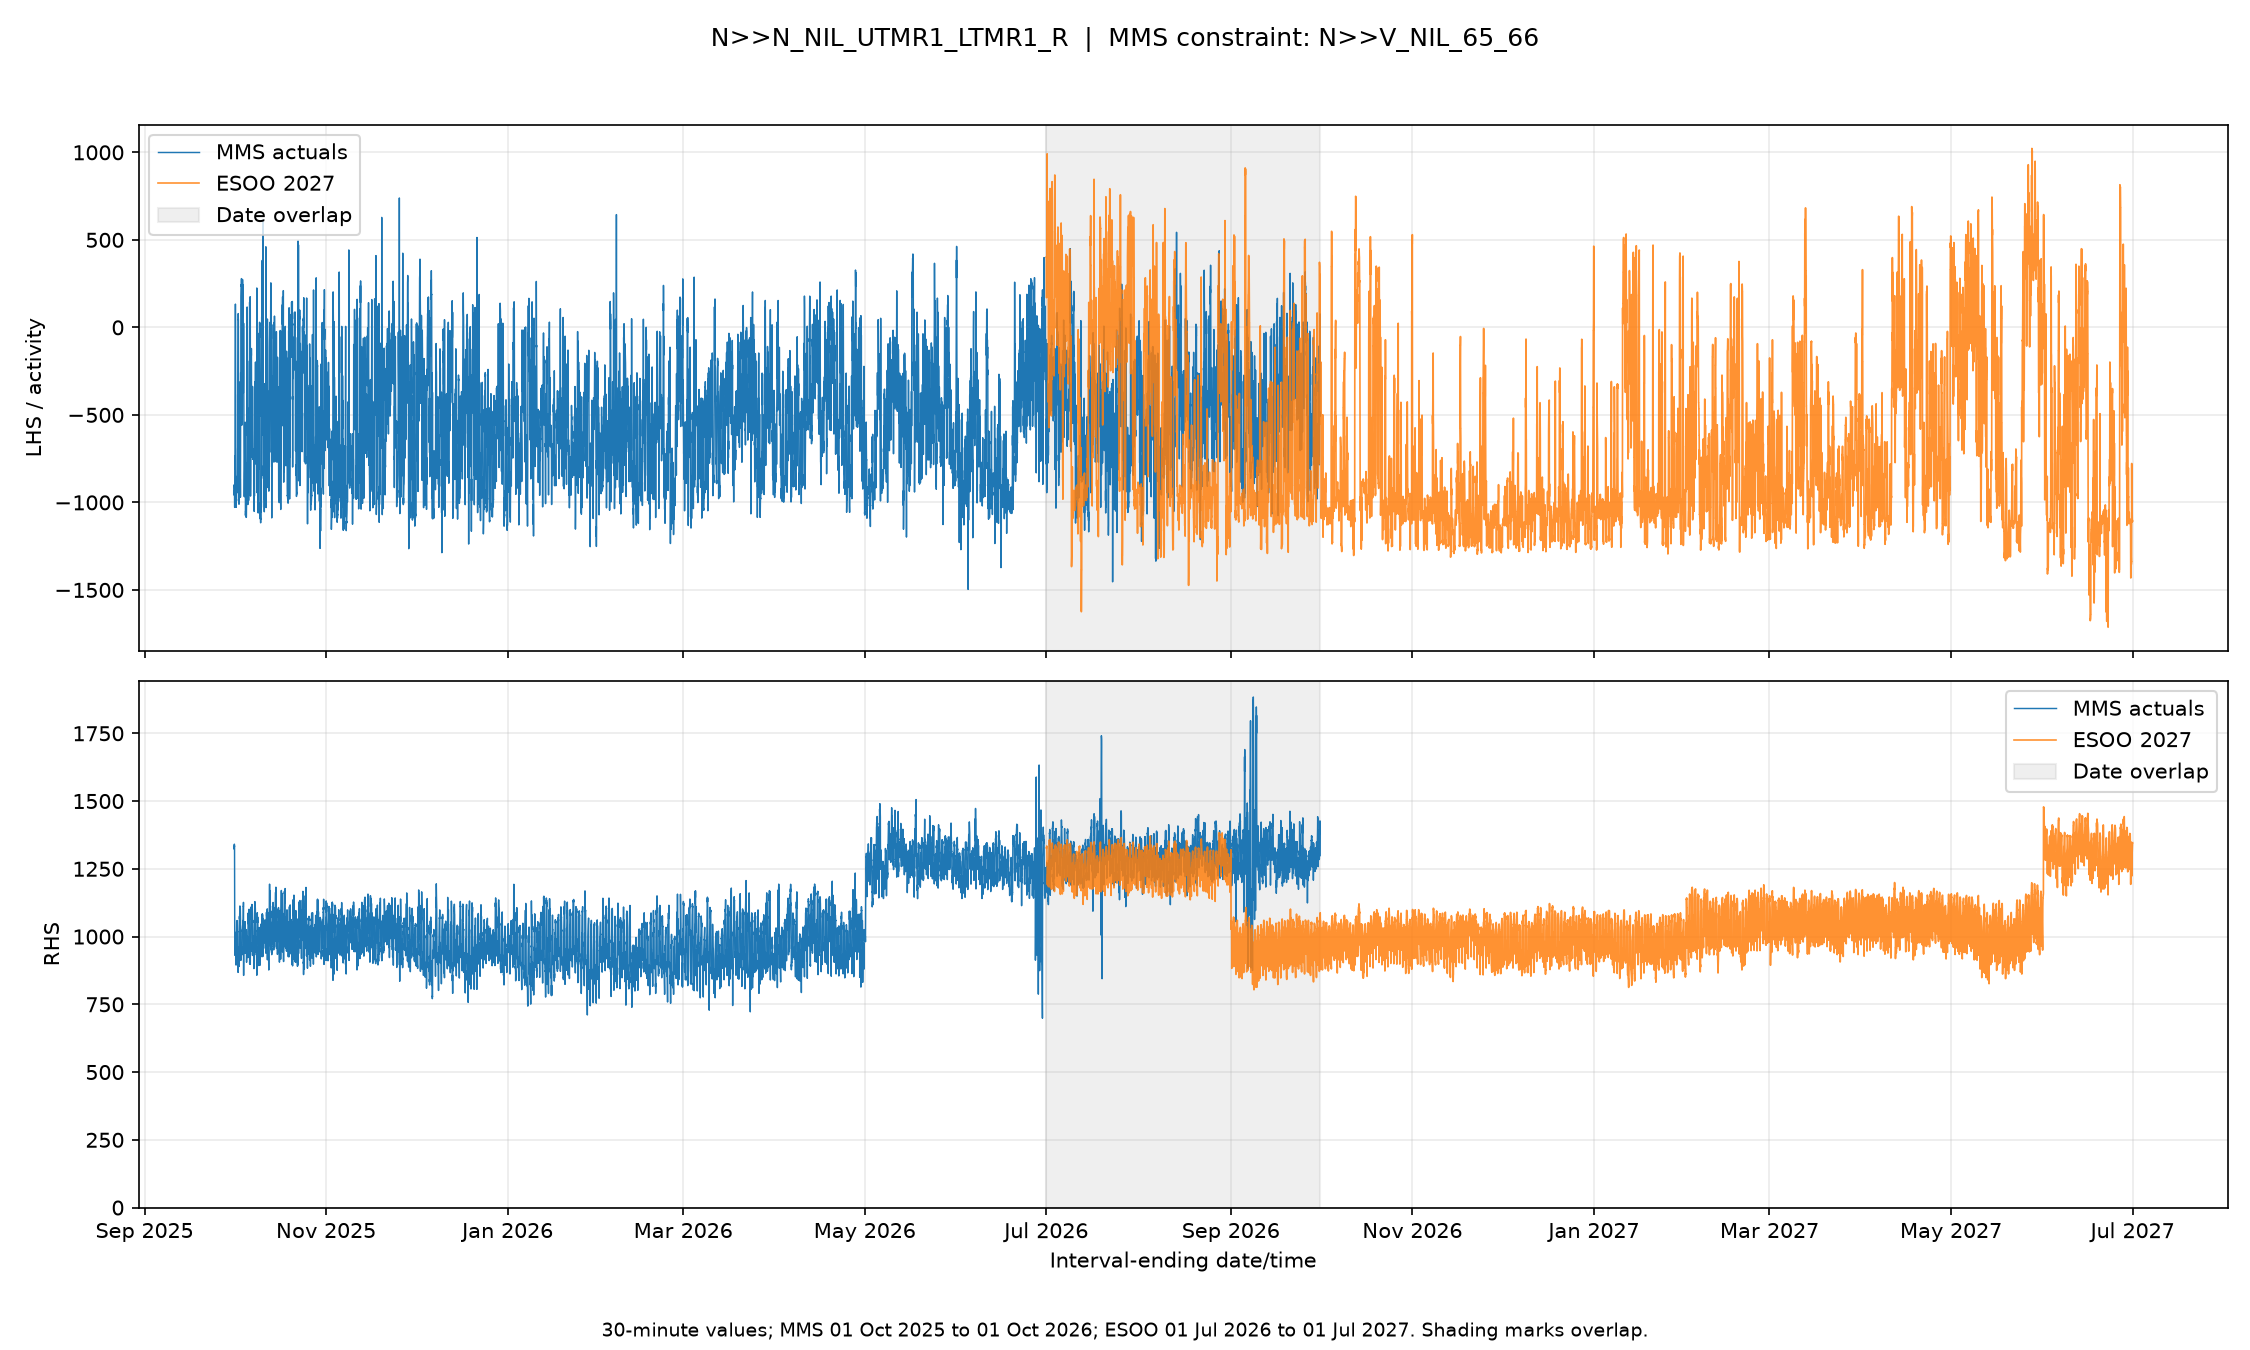 N>>N_NIL_UTMR1_LTMR1_R | MMS constraint: N>>V_NIL_65_66
MMS actuals
ESOO 2027
Date overlap
1000
500
0
−500
−1000
−1500
LHS / activity
MMS actuals
ESOO 2027
Date overlap
1750
1500
1250
1000
750
500
250
0
RHS
Sep 2025 Nov 2025 Jan 2026 Mar 2026 May 2026 Jul 2026 Sep 2026 Nov 2026 Jan 2027 Mar 2027 May 2027 Jul 2027
Interval-ending date/time
30-minute values; MMS 01 Oct 2025 to 01 Oct 2026; ESOO 01 Jul 2026 to 01 Jul 2027. Shading marks overlap.